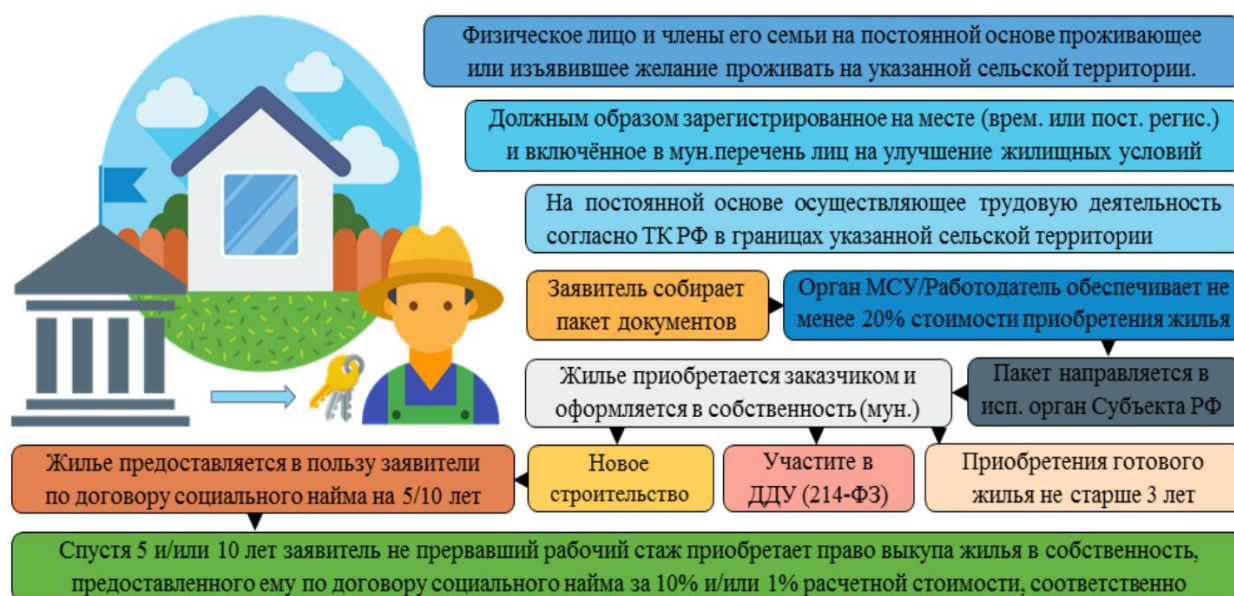 Физическое лицо и члены его семьи на постоянной основе проживающее
или изъявившее желание проживать на указанной сельской территории.
Должным образом зарегистрированное на месте (врем. или пост. регис.)
и включённое в мун.перечень лиц на улучшение жилищных условий
На постоянной основе осуществляющее трудовую деятельность
согласно ТК РФ в границах указанной сельской территории
Заявитель собирает
пакет документов
Орган МСУ/Работодатель обеспечивает не
менее 20% стоимости приобретения жилья
Пакет направляется в
исп. орган Субъекта РФ
Жилье приобретается заказчиком и
оформляется в собственность (мун.)
Новое
строительство
Участите в
ДДУ (214-ФЗ)
Приобретения готового
жилья не старше 3 лет
Жилье предоставляется в пользу заявители
по договору социального найма на 5/10 лет
Спустя 5 и/или 10 лет заявитель не прервавший рабочий стаж приобретает право выкупа жилья в собственность,
предоставленного ему по договору социального найма за 10% и/или 1% расчетной стоимости, соответственно